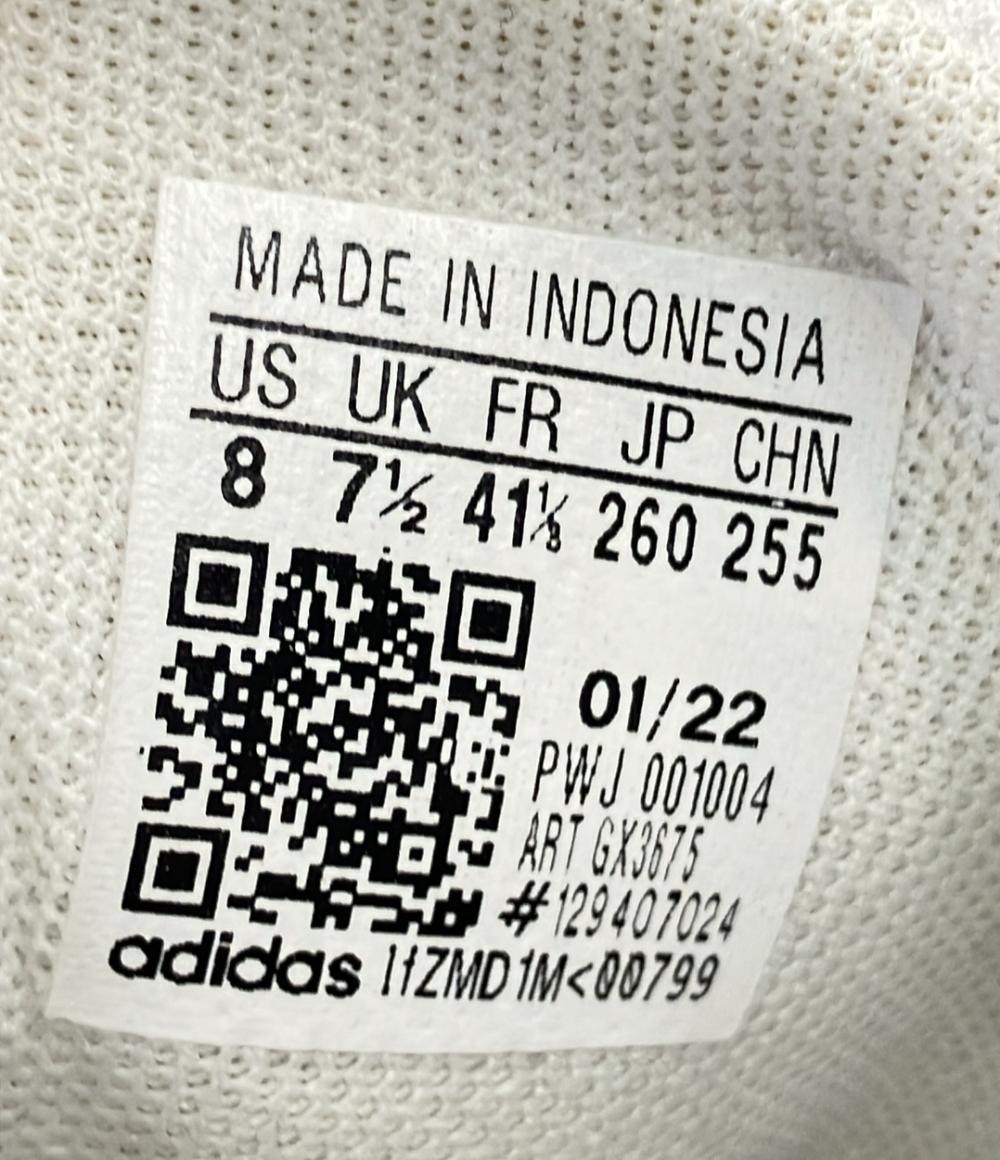 MADE IN INDONESIA
US UK FR JP CHN
8 7½ 41⅓ 260 255
01/22
PWJ 001004
ART GX3675
#129407024
adidas 1fZMD1M<00799